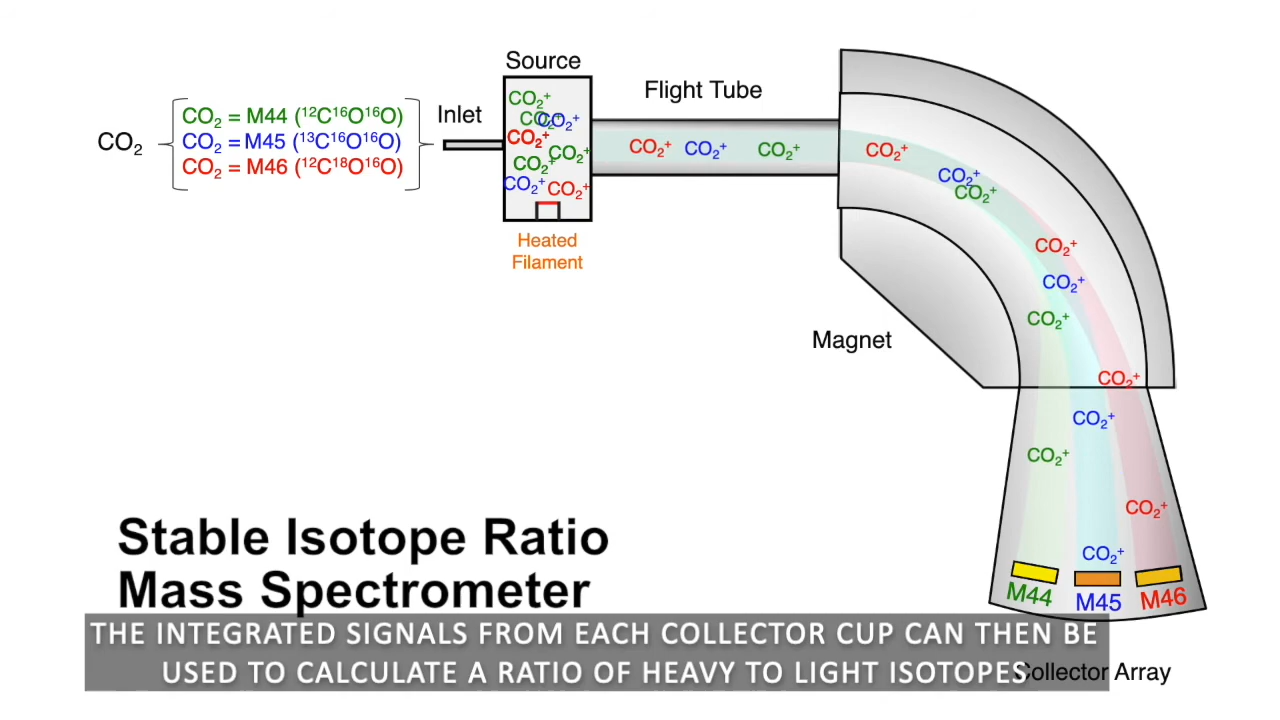 Source
Flight Tube
Inlet
CO₂
CO₂ = M44 (¹²C¹⁶O¹⁶O)
CO₂ = M45 (¹³C¹⁶O¹⁶O)
CO₂ = M46 (¹²C¹⁸O¹⁶O)
CO₂⁺
CO₂⁺
CO₂⁺
CO₂⁺
CO₂⁺
CO₂⁺
CO₂⁺
CO₂⁺
Heated
Filament
CO₂⁺ CO₂⁺ CO₂⁺
CO₂⁺
CO₂⁺
CO₂⁺
CO₂⁺
CO₂⁺
CO₂⁺
Magnet
CO₂⁺
CO₂⁺
CO₂⁺
CO₂⁺
CO₂⁺
M44 M45 M46
Stable Isotope Ratio
Mass Spectrometer
THE INTEGRATED SIGNALS FROM EACH COLLECTOR CUP CAN THEN BE
USED TO CALCULATE A RATIO OF HEAVY TO LIGHT ISOTOPES
Collector Array